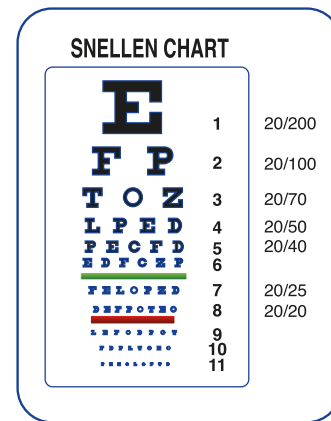 SNELLEN CHART
E 1 20/200
F P 2 20/100
T O Z 3 20/70
L P E D 4 20/50
P E C F D 5 20/40
E D F C Z P 6
F E L O P Z D 7 20/25
D E F P O T E C 8 20/20
L E F O D P C T 9
F D P L T C E O 10
P E Z O L C F T D 11